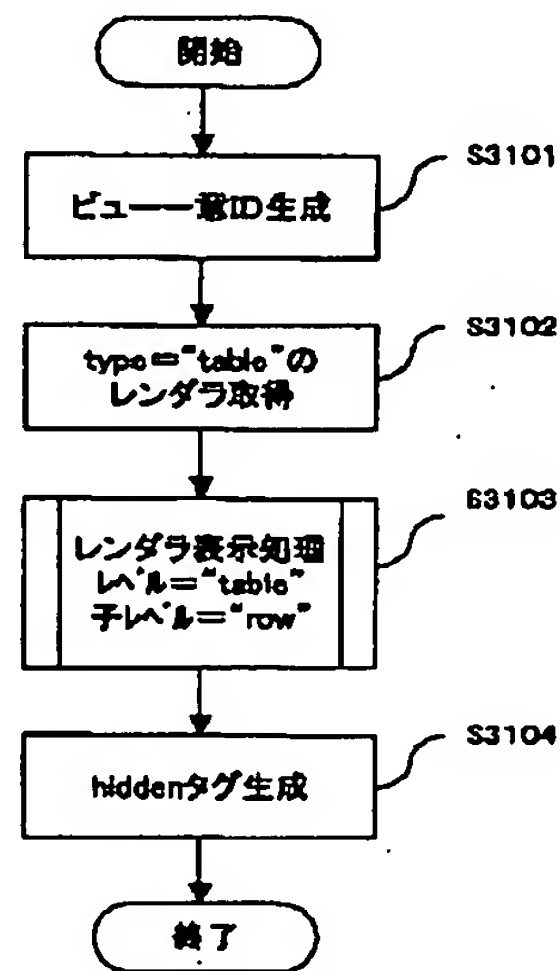 開始
ビュー一意ID生成
S3101
type="table"の
レンダラ取得
S3102
レンダラ表示処理
レベル="table"
子レベル="row"
S3103
hiddenタグ生成
S3104
終了